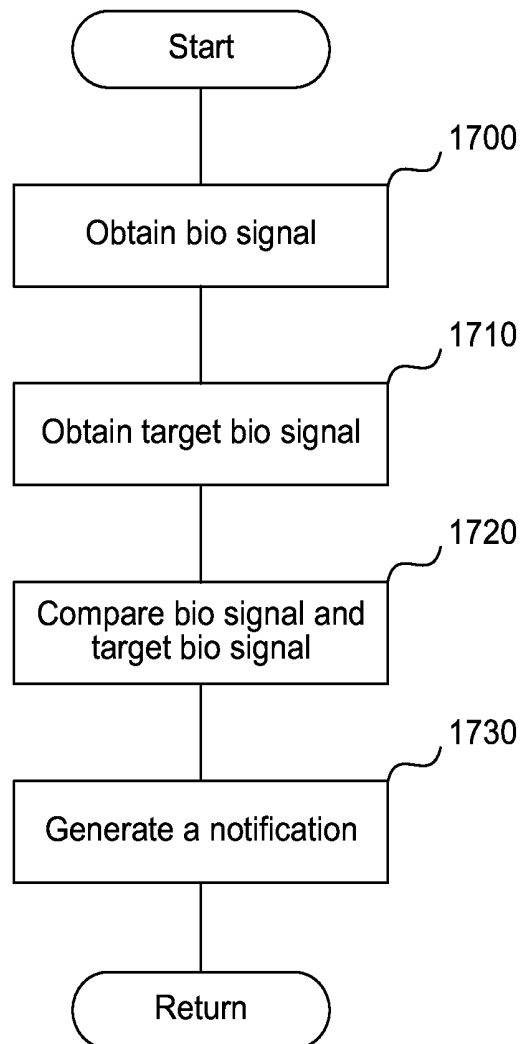 Start
1700
Obtain bio signal
1710
Obtain target bio signal
1720
Compare bio signal and
target bio signal
1730
Generate a notification
Return